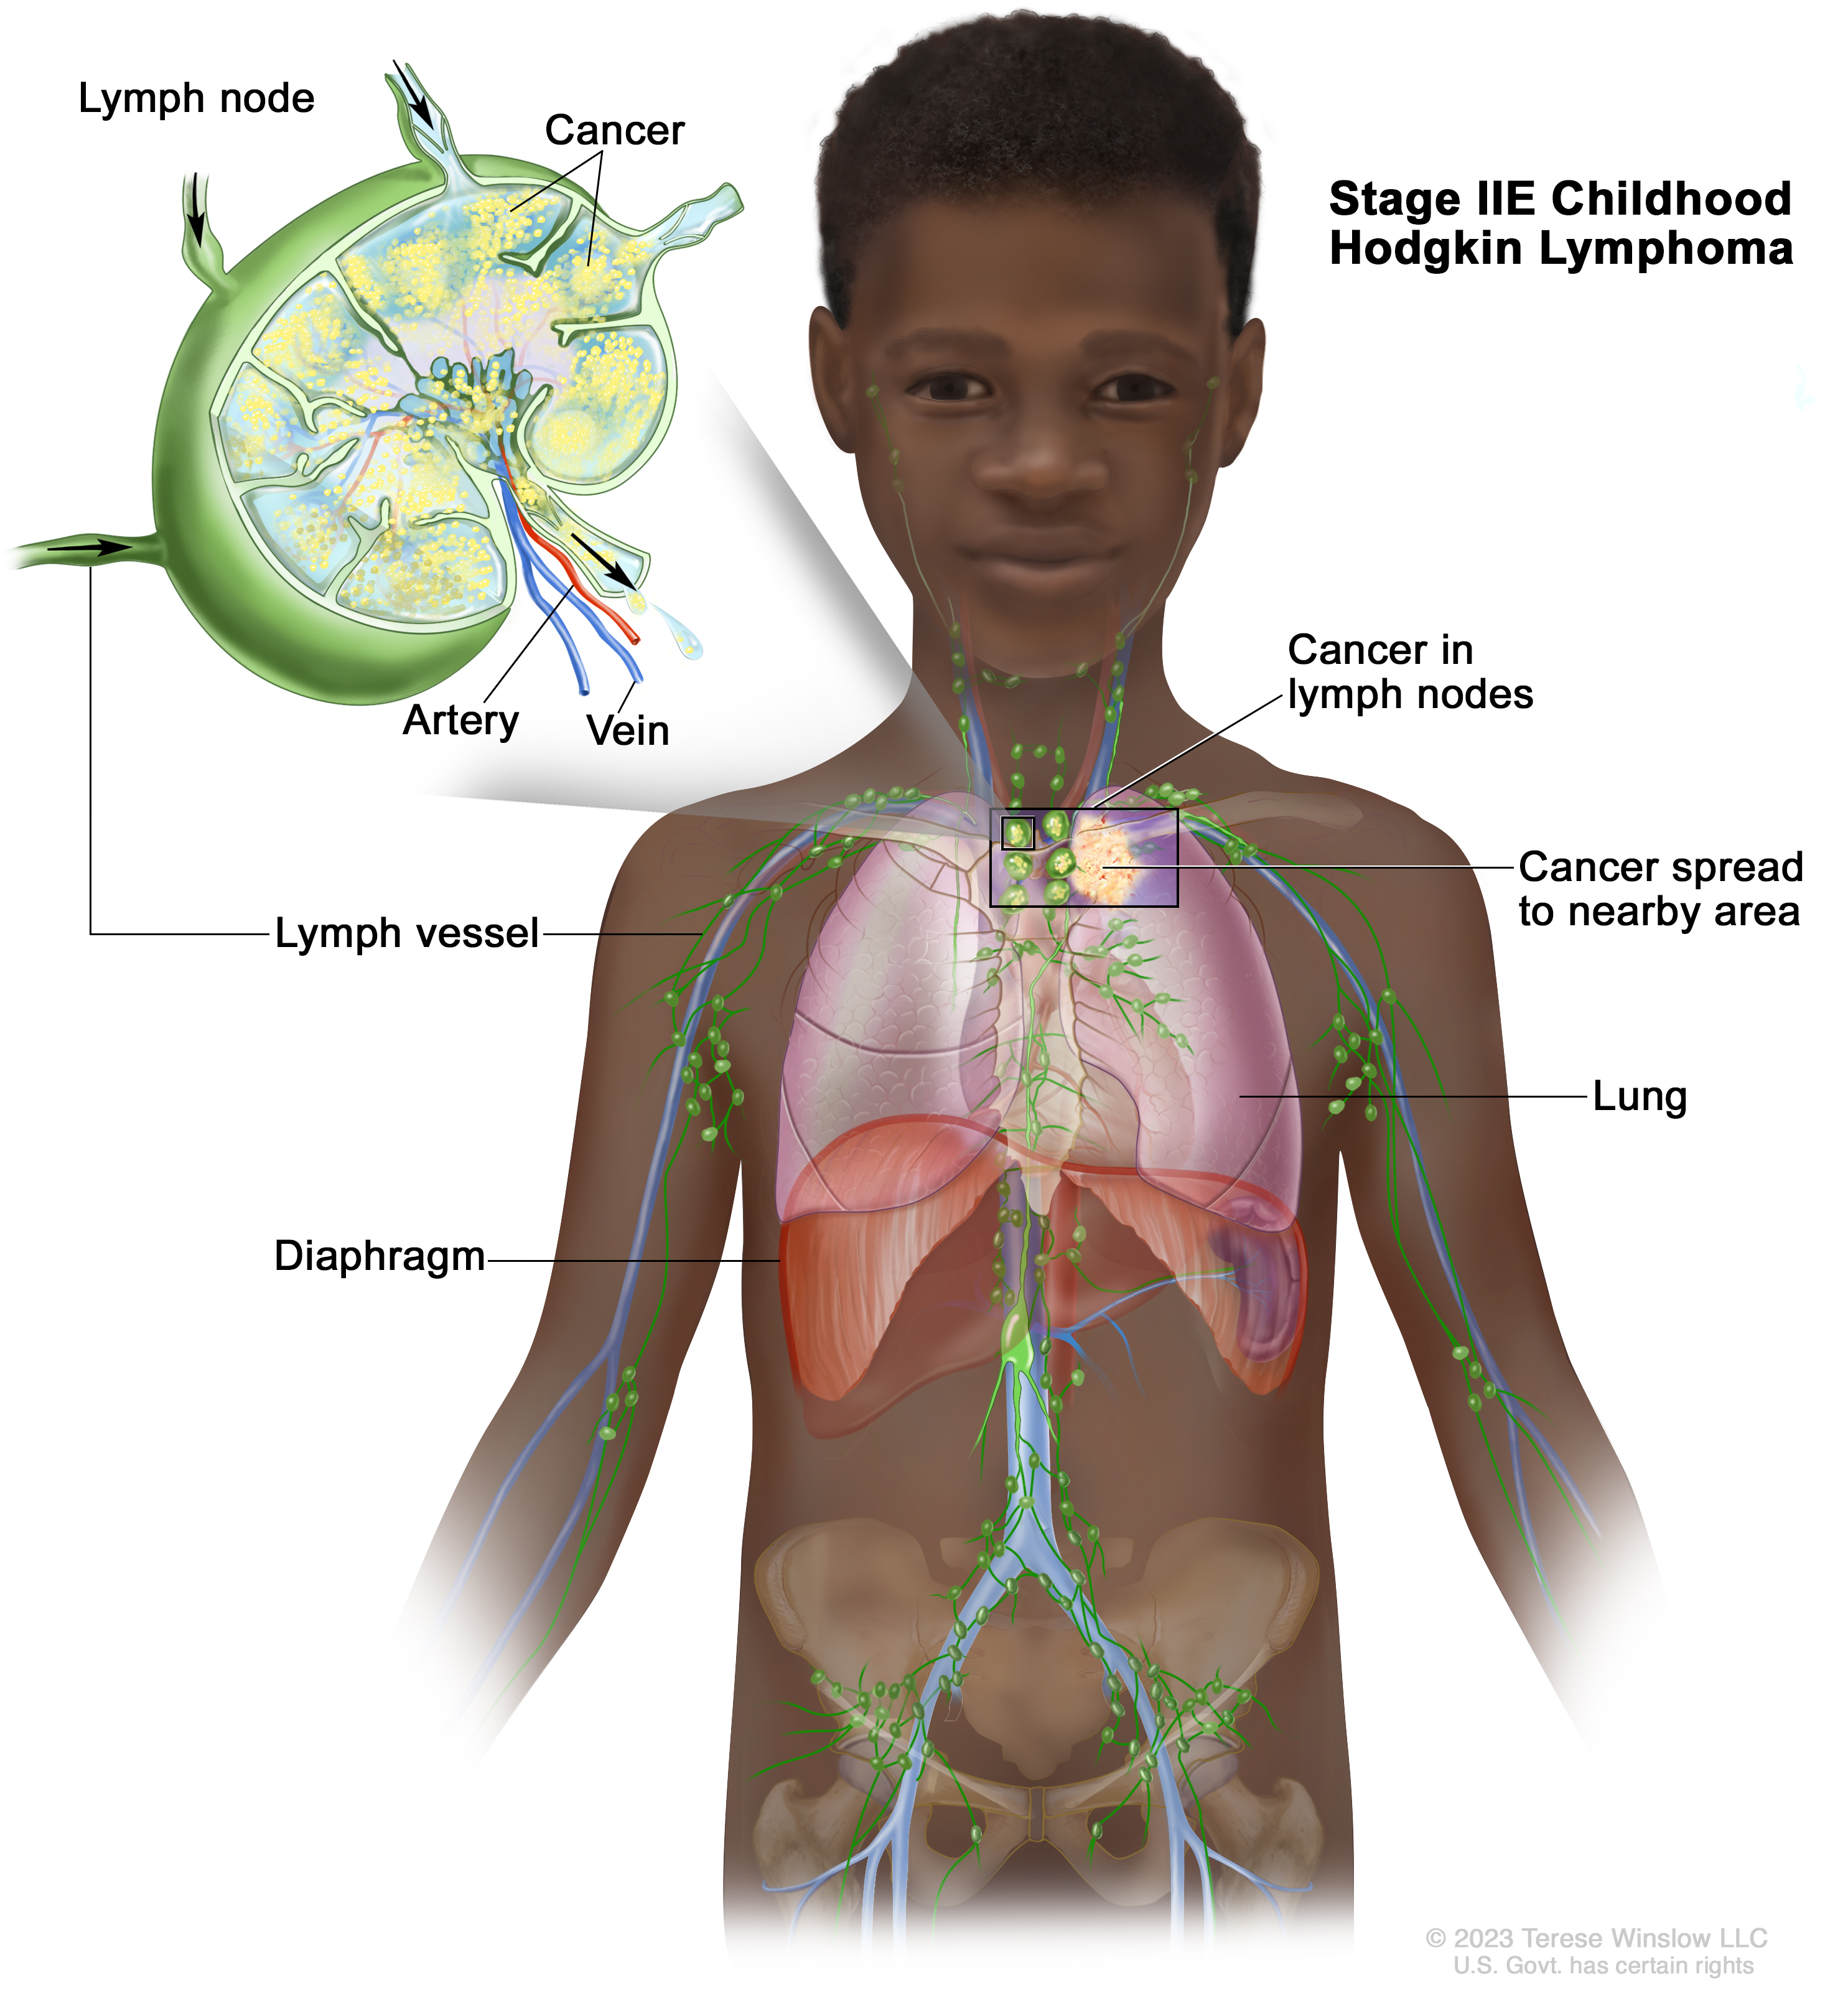 Lymph node
Cancer
Stage IIE Childhood
Hodgkin Lymphoma
Artery
Vein
Cancer in
lymph nodes
Cancer spread
to nearby area
Lymph vessel
Lung
Diaphragm
© 2023 Terese Winslow LLC
U.S. Govt. has certain rights